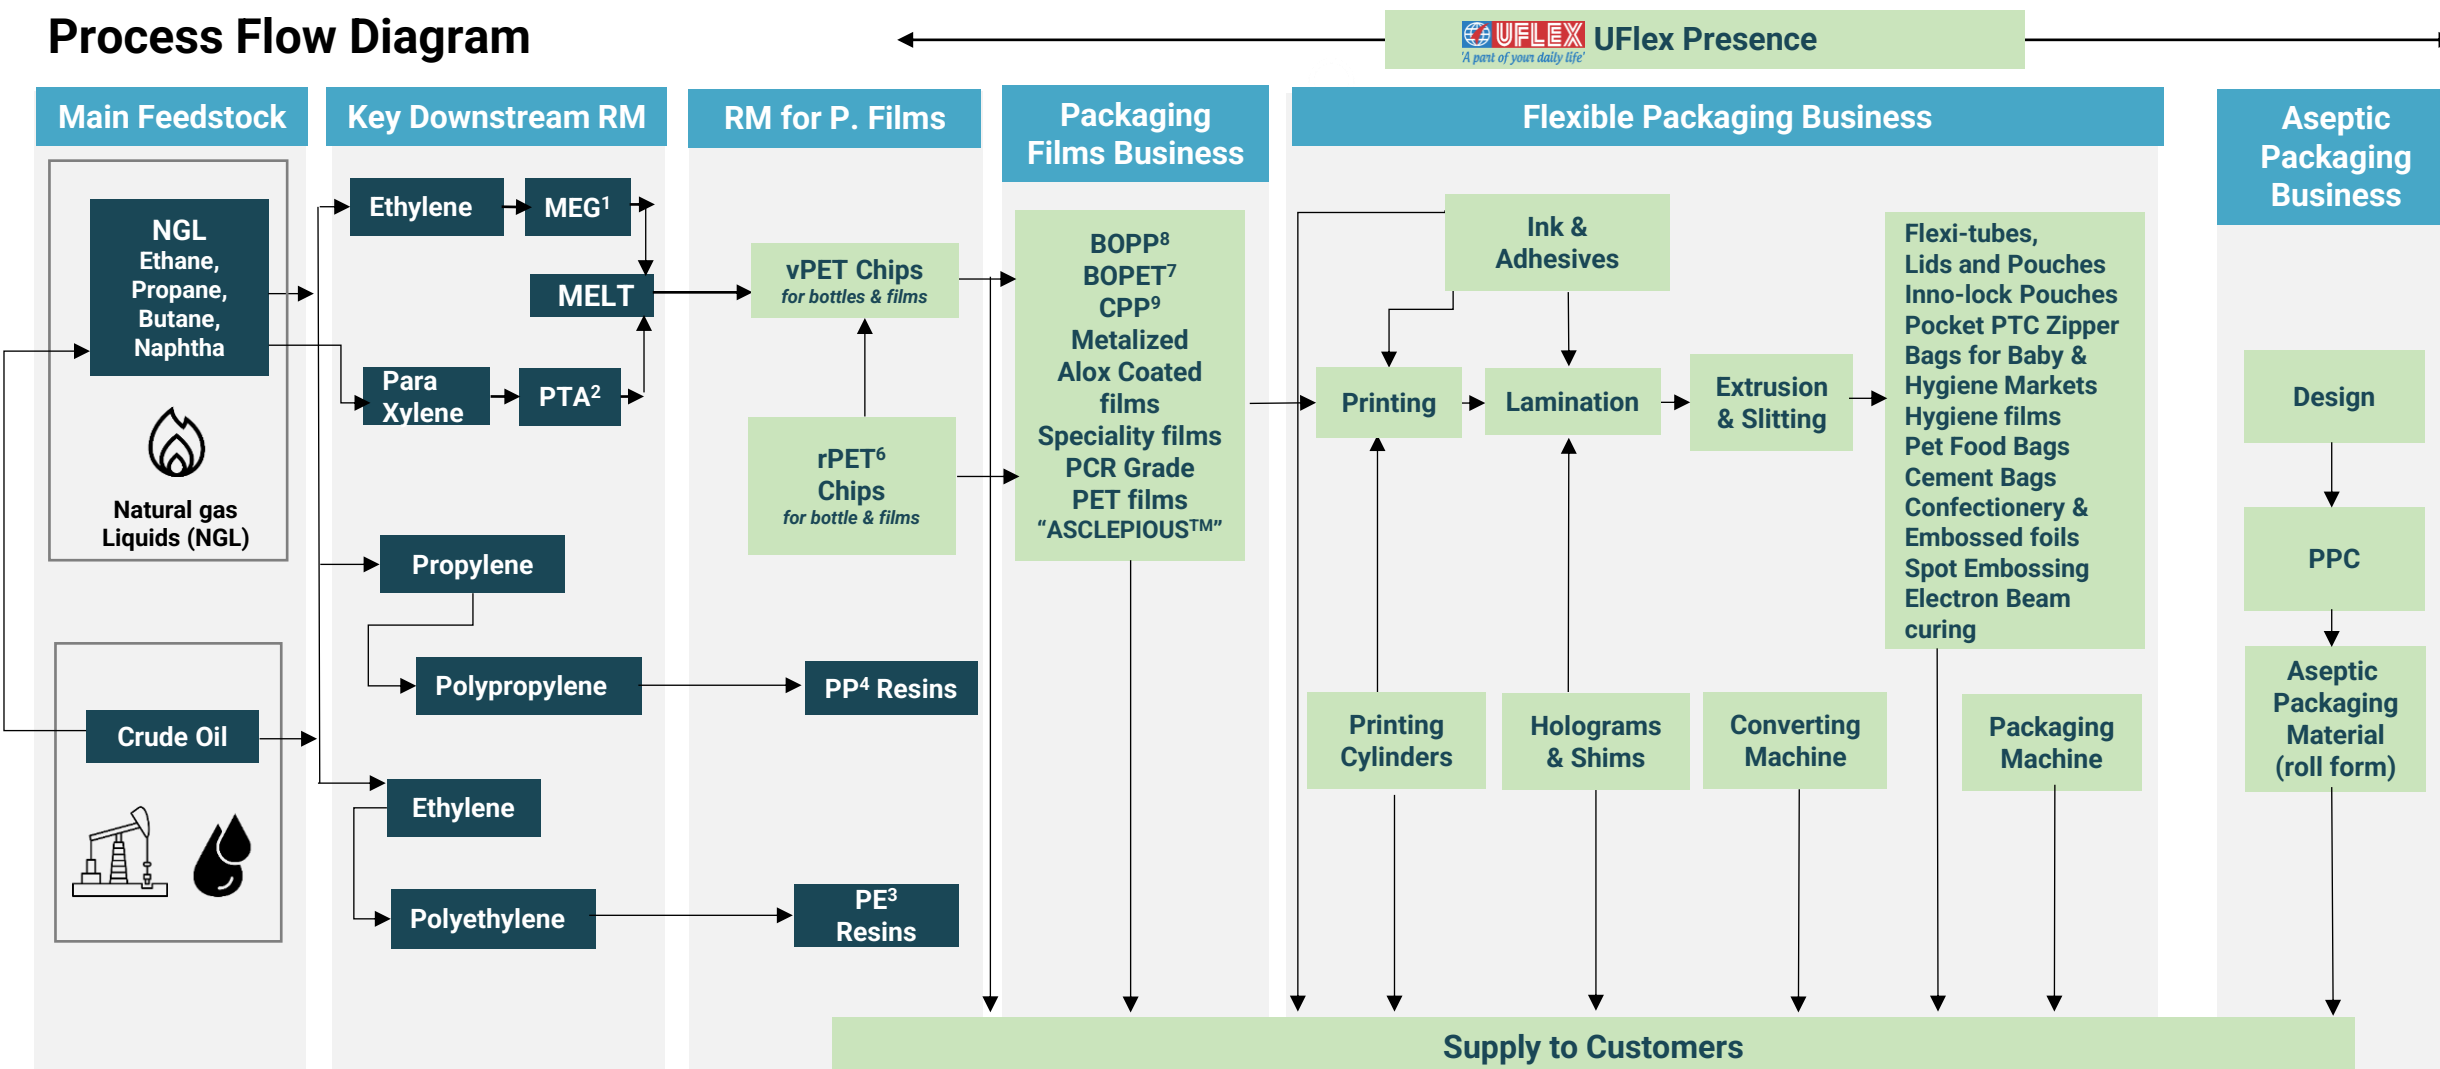 Process Flow Diagram
UFLEX
'A part of your daily life'
UFlex Presence
Main Feedstock
NGL
Ethane,
Propane,
Butane,
Naphtha
Natural gas
Liquids (NGL)
Crude Oil
Key Downstream RM
Ethylene
MEG¹
MELT
Para
Xylene
PTA²
Propylene
Polypropylene
Ethylene
Polyethylene
RM for P. Films
vPET Chips
for bottles & films
rPET⁶
Chips
for bottle & films
PP⁴ Resins
PE³
Resins
Packaging
Films Business
BOPP⁸
BOPET⁷
CPP⁹
Metalized
Alox Coated
films
Speciality films
PCR Grade
PET films
“ASCLEPIOUS™”
Flexible Packaging Business
Ink &
Adhesives
Printing
Lamination
Extrusion
& Slitting
Flexi-tubes,
Lids and Pouches
Inno-lock Pouches
Pocket PTC Zipper
Bags for Baby &
Hygiene Markets
Hygiene films
Pet Food Bags
Cement Bags
Confectionery &
Embossed foils
Spot Embossing
Electron Beam
curing
Printing
Cylinders
Holograms
& Shims
Converting
Machine
Packaging
Machine
Aseptic
Packaging
Business
Design
PPC
Aseptic
Packaging
Material
(roll form)
Supply to Customers